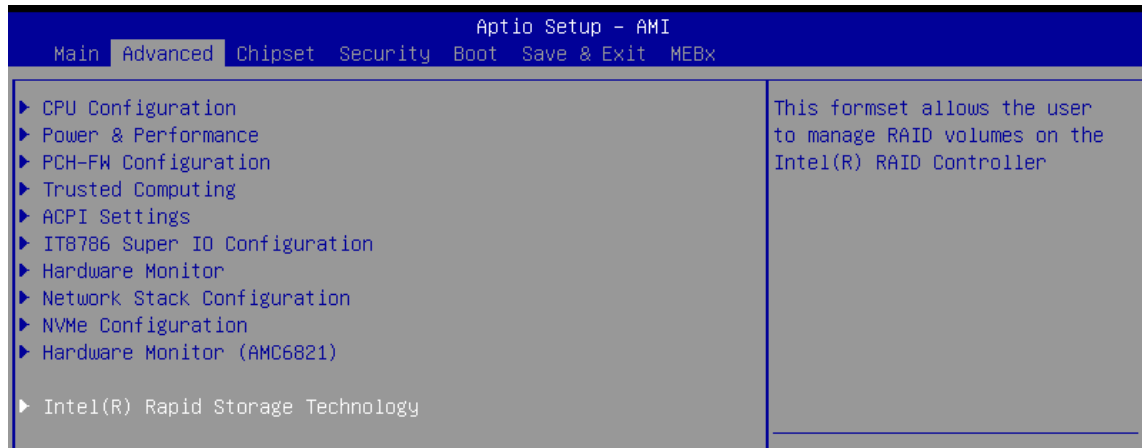 Aptio Setup – AMI
Main Advanced Chipset Security Boot Save & Exit MEBx
CPU Configuration
Power & Performance
PCH-FW Configuration
Trusted Computing
ACPI Settings
IT8786 Super IO Configuration
Hardware Monitor
Network Stack Configuration
NVMe Configuration
Hardware Monitor (AMC6821)
Intel(R) Rapid Storage Technology
This formset allows the user
to manage RAID volumes on the
Intel(R) RAID Controller